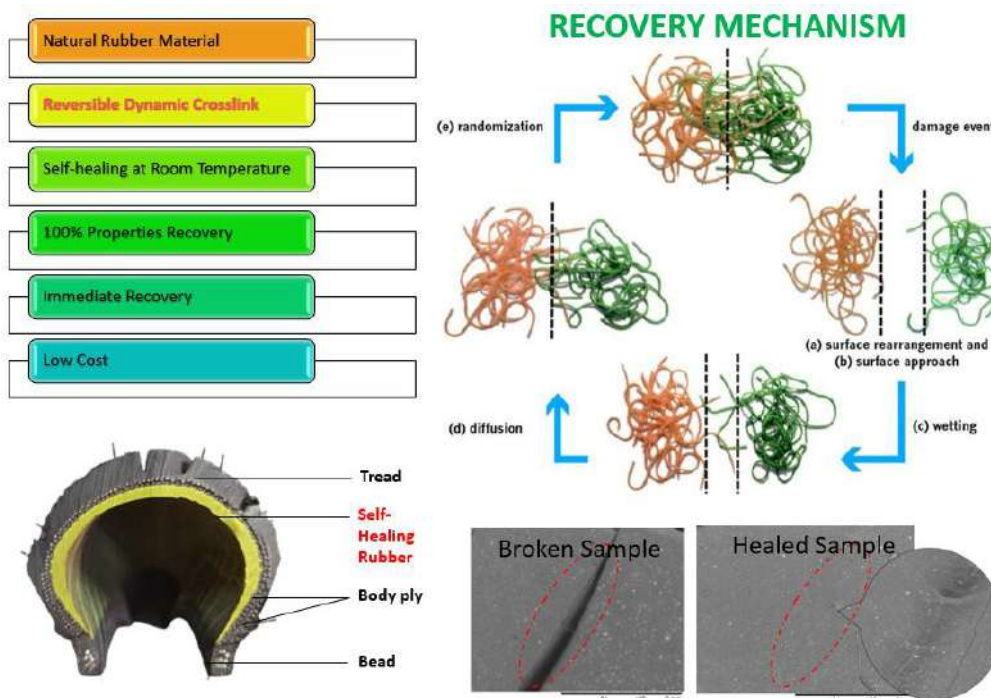 RECOVERY MECHANISM
Natural Rubber Material
Reversible Dynamic Crosslink
Self-healing at Room Temperature
100% Properties Recovery
Immediate Recovery
Low Cost
(e) randomization
damage event
(a) surface rearrangement and
(b) surface approach
(d) diffusion
(c) wetting
Tread
Self-
Healing
Rubber
Body ply
Bead
Broken Sample
Healed Sample